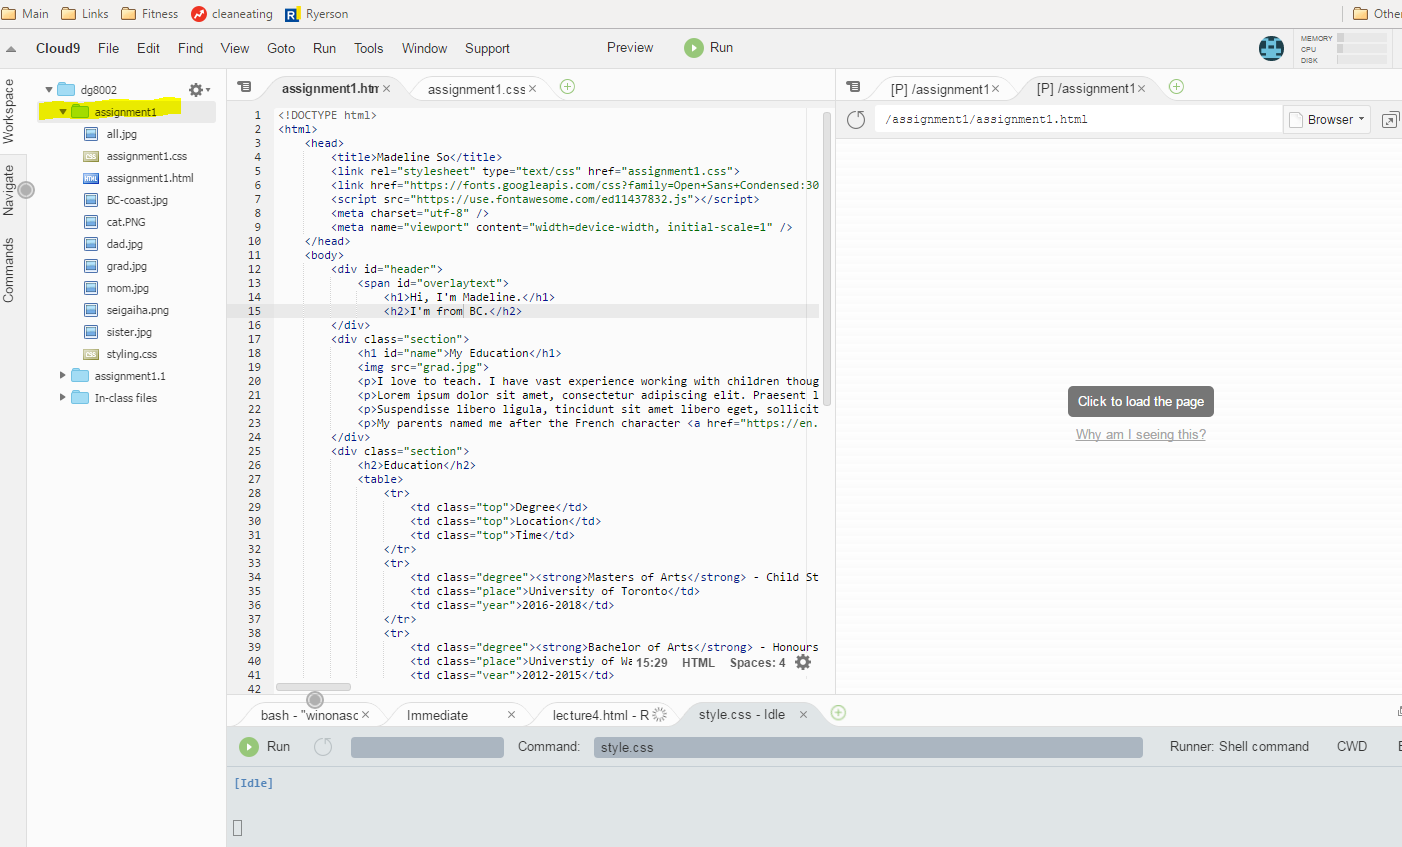 Main Links Fitness cleaneating Ryerson Other
Cloud9 File Edit Find View Goto Run Tools Window Support Preview Run
MEMORY
CPU
DISK
Workspace
Navigate
Commands
dg8002
assignment1
all.jpg
assignment1.css
assignment1.html
BC-coast.jpg
cat.PNG
dad.jpg
grad.jpg
mom.jpg
seigaiha.png
sister.jpg
styling.css
assignment1.1
In-class files
assignment1.htm × assignment1.css ×
1 <!DOCTYPE html>
2 <html>
3 <head>
4 <title>Madeline So</title>
5 <link rel="stylesheet" type="text/css" href="assignment1.css">
6 <link href="https://fonts.googleapis.com/css?family=Open+Sans+Condensed:30
7 <script src="https://use.fontawesome.com/ed11437832.js"></script>
8 <meta charset="utf-8" />
9 <meta name="viewport" content="width=device-width, initial-scale=1" />
10 </head>
11 <body>
12 <div id="header">
13 <span id="overlaytext">
14 <h1>Hi, I'm Madeline.</h1>
15 <h2>I'm from BC.</h2>
16 </div>
17 <div class="section">
18 <h1 id="name">My Education</h1>
19 <img src="grad.jpg">
20 <p>I love to teach. I have vast experience working with children thoug
21 <p>Lorem ipsum dolor sit amet, consectetur adipiscing elit. Praesent l
22 <p>Suspendisse libero ligula, tincidunt sit amet libero eget, sollicit
23 <p>My parents named me after the French character <a href="https://en.
24 </div>
25 <div class="section">
26 <h2>Education</h2>
27 <table>
28 <tr>
29 <td class="top">Degree</td>
30 <td class="top">Location</td>
31 <td class="top">Time</td>
32 </tr>
33 <tr>
34 <td class="degree"><strong>Masters of Arts</strong> - Child St
35 <td class="place">University of Toronto</td>
36 <td class="year">2016-2018</td>
37 </tr>
38 <tr>
39 <td class="degree"><strong>Bachelor of Arts</strong> - Honours
40 <td class="place">Universtiy of Wa 15:29 HTML Spaces: 4
41 <td class="year">2012-2015</td>
42
[P] /assignment1 × [P] /assignment1 ×
/assignment1/assignment1.html Browser
Click to load the page
Why am I seeing this?
bash - "winonasc × Immediate × lecture4.html - R style.css - Idle ×
Run Command: style.css Runner: Shell command CWD E
[Idle]